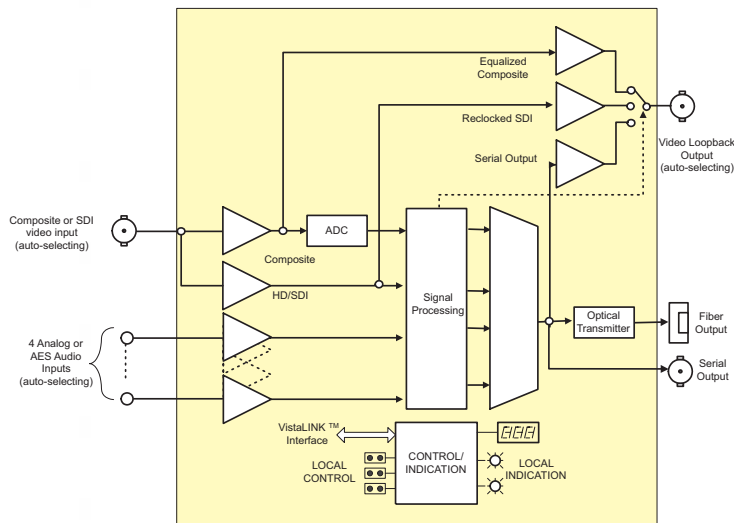 Equalized
Composite
Reclocked SDI
Serial Output
Video Loopback
Output
(auto-selecting)
Composite or SDI
video input
(auto-selecting)
ADC
Composite
HD/SDI
Signal
Processing
Optical
Transmitter
Fiber
Output
Serial
Output
4 Analog or
AES Audio
Inputs
(auto-selecting)
VistaLINK ™
Interface
LOCAL
CONTROL
CONTROL/
INDICATION
LOCAL
INDICATION